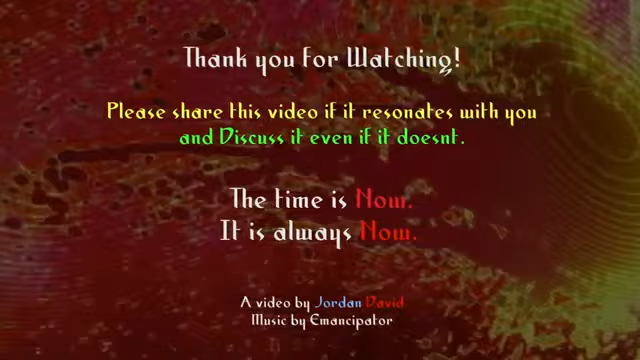 Thank you for Watching!
Please share this video if it resonates with you
and Discuss it even if it doesnt.
The time is Now.
It is always Now.
A video by Jordan David
Music by Emancipator